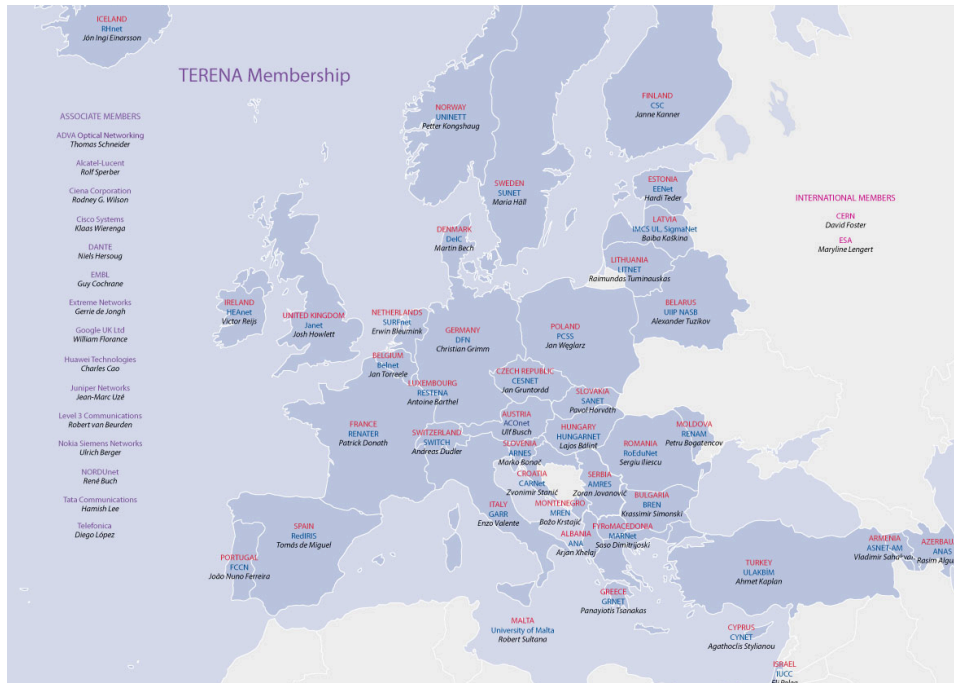 ICELAND
RHnet
Jón Ingi Einarsson
TERENA Membership
ASSOCIATE MEMBERS
ADVA Optical Networking
Thomas Schneider
Alcatel-Lucent
Rolf Sperber
Ciena Corporation
Rodney G. Wilson
Cisco Systems
Klaas Wierenga
DANTE
Niels Hersoug
EMBL
Guy Cochrane
Extreme Networks
Gerrie de Jongh
Google UK Ltd
William Florance
Huawei Technologies
Charles Cao
Juniper Networks
Jean-Marc Uzé
Level 3 Communications
Robert van Beurden
Nokia Siemens Networks
Ulrich Berger
NORDUnet
René Buch
Tata Communications
Hamish Lee
Telefonica
Diego López
NORWAY
UNINETT
Petter Kongshaug
FINLAND
CSC
Janne Kanner
SWEDEN
SUNET
Maria Häll
ESTONIA
EENet
Hardi Teder
LATVIA
IMCS UL, SigmaNet
Baiba Kaškina
DENMARK
DeIC
Martin Bech
LITHUANIA
LITNET
Raimundas Tuminauskas
INTERNATIONAL MEMBERS
CERN
David Foster
ESA
Maryline Lengert
IRELAND
HEAnet
Victor Reijs
UNITED KINGDOM
Janet
Josh Howlett
NETHERLANDS
SURFnet
Erwin Bleumink
GERMANY
DFN
Christian Grimm
POLAND
PCSS
Jan Węglarz
BELARUS
UIIP NASB
Alexander Tuzikov
BELGIUM
Belnet
Jan Torreele
LUXEMBOURG
RESTENA
Antoine Barthel
CZECH REPUBLIC
CESNET
Jan Gruntorád
SLOVAKIA
SANET
Pavol Horváth
FRANCE
RENATER
Patrick Donath
SWITZERLAND
SWITCH
Andreas Dudler
AUSTRIA
ACOnet
Ulf Busch
HUNGARY
HUNGARNET
Lajos Bálint
MOLDOVA
RENAM
Petru Bogatencov
SLOVENIA
ARNES
Marko Bonač
ROMANIA
RoEduNet
Sergiu Iliescu
CROATIA
CARNet
Zvonimir Stanić
SERBIA
AMRES
Zoran Jovanović
BULGARIA
BREN
Krassimir Simonski
ITALY
GARR
Enzo Valente
MONTENEGRO
MREN
Božo Krstajić
ALBANIA
ANA
Arjan Xhelaj
FYRoMACEDONIA
MARNet
Saso Dimitrijoski
SPAIN
RedIRIS
Tomás de Miguel
PORTUGAL
FCCN
João Nuno Ferreira
GREECE
GRNET
Panayiotis Tsanakas
TURKEY
ULAKBİM
Ahmet Kaplan
ARMENIA
ASNET-AM
Vladimir
AZERBAIJ
ANAS
Rasim Algu
MALTA
University of Malta
Robert Sultana
CYPRUS
CYNET
Agathoclis Stylianou
ISRAEL
IUCC